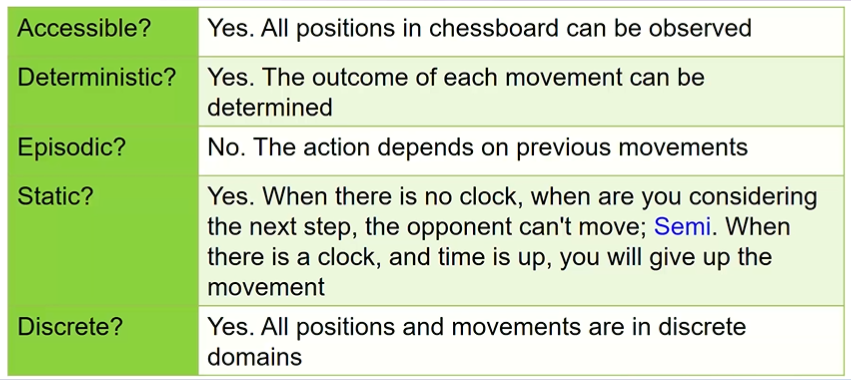 Accessible?
Yes. All positions in chessboard can be observed
Deterministic?
Yes. The outcome of each movement can be
determined
Episodic?
No. The action depends on previous movements
Static?
Yes. When there is no clock, when are you considering
the next step, the opponent can't move; Semi. When
there is a clock, and time is up, you will give up the
movement
Discrete?
Yes. All positions and movements are in discrete
domains